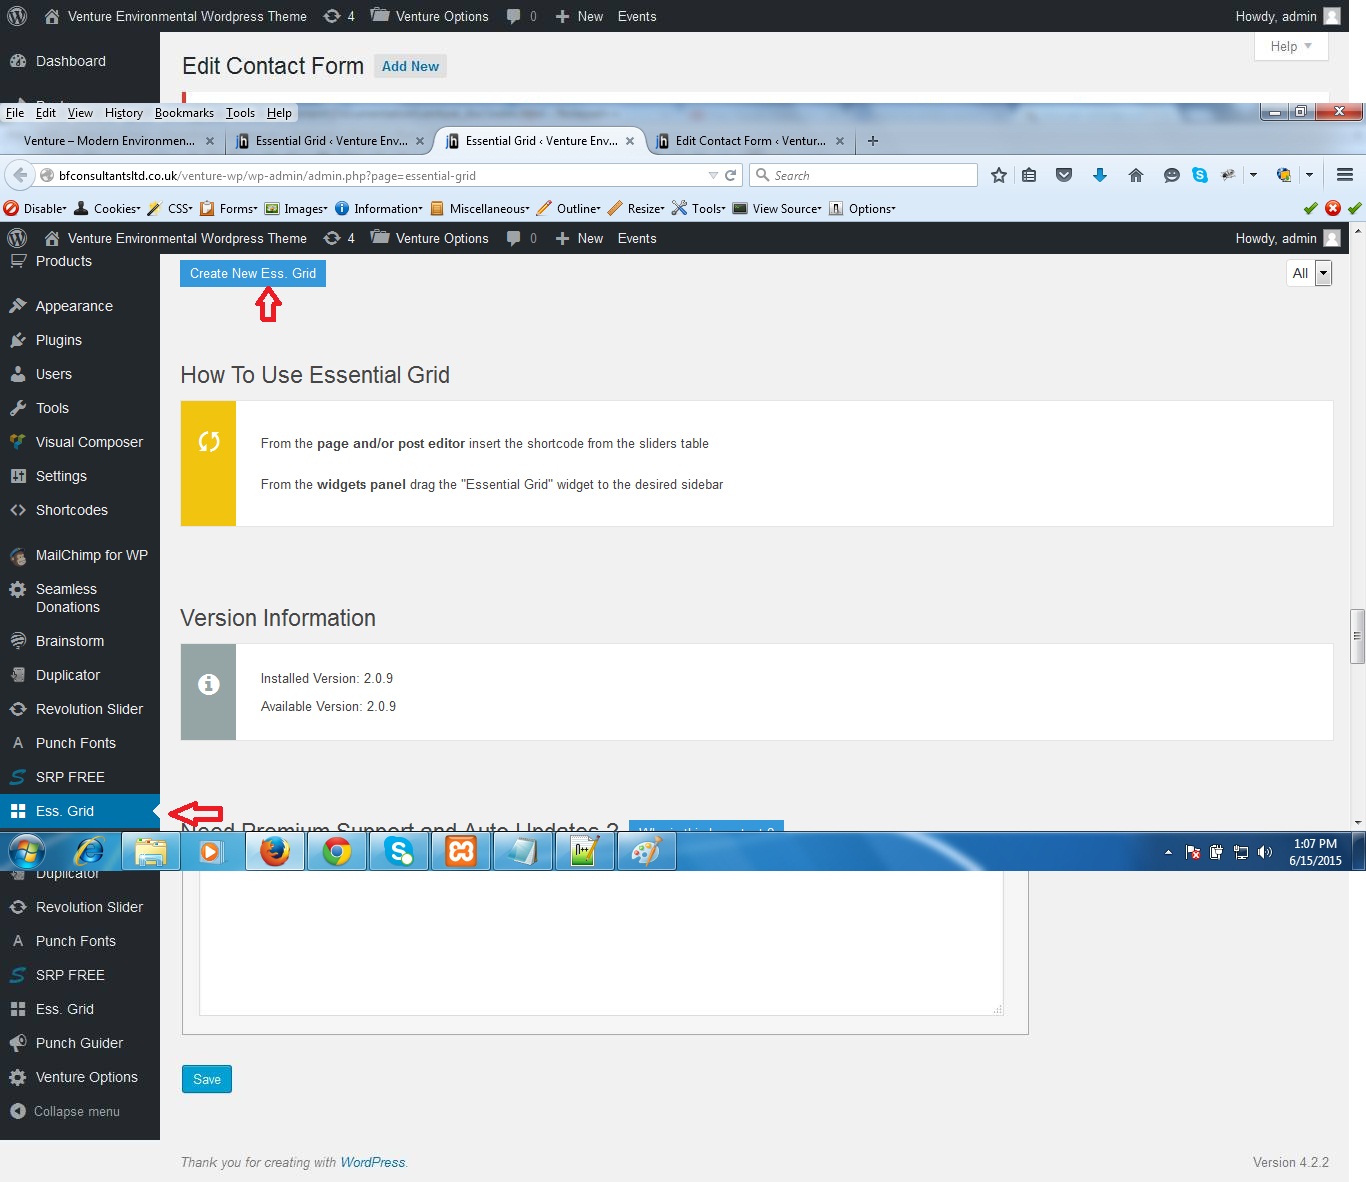 Venture Environmental Wordpress Theme 4 Venture Options 0 New Events Howdy, admin
Dashboard
Edit Contact Form Add New
Help
File Edit View History Bookmarks Tools Help
Venture – Modern Environmen... Essential Grid ‹ Venture Env... Essential Grid ‹ Venture Env... Edit Contact Form ‹ Ventur...
bfconsultantsltd.co.uk/venture-wp/wp-admin/admin.php?page=essential-grid Search
Disable Cookies CSS Forms Images Information Miscellaneous Outline Resize Tools View Source Options
Venture Environmental Wordpress Theme 4 Venture Options 0 New Events Howdy, admin
Products
Create New Ess. Grid
All
Appearance
Plugins
Users
Tools
Visual Composer
Settings
Shortcodes
MailChimp for WP
Seamless
Donations
Brainstorm
Duplicator
Revolution Slider
Punch Fonts
SRP FREE
Ess. Grid
How To Use Essential Grid
From the page and/or post editor insert the shortcode from the sliders table
From the widgets panel drag the "Essential Grid" widget to the desired sidebar
Version Information
Installed Version: 2.0.9
Available Version: 2.0.9
Need Premium Support and Auto Updates ?
1:07 PM
6/15/2015
Duplicator
Revolution Slider
Punch Fonts
SRP FREE
Ess. Grid
Punch Guider
Venture Options
Collapse menu
Save
Thank you for creating with WordPress.
Version 4.2.2